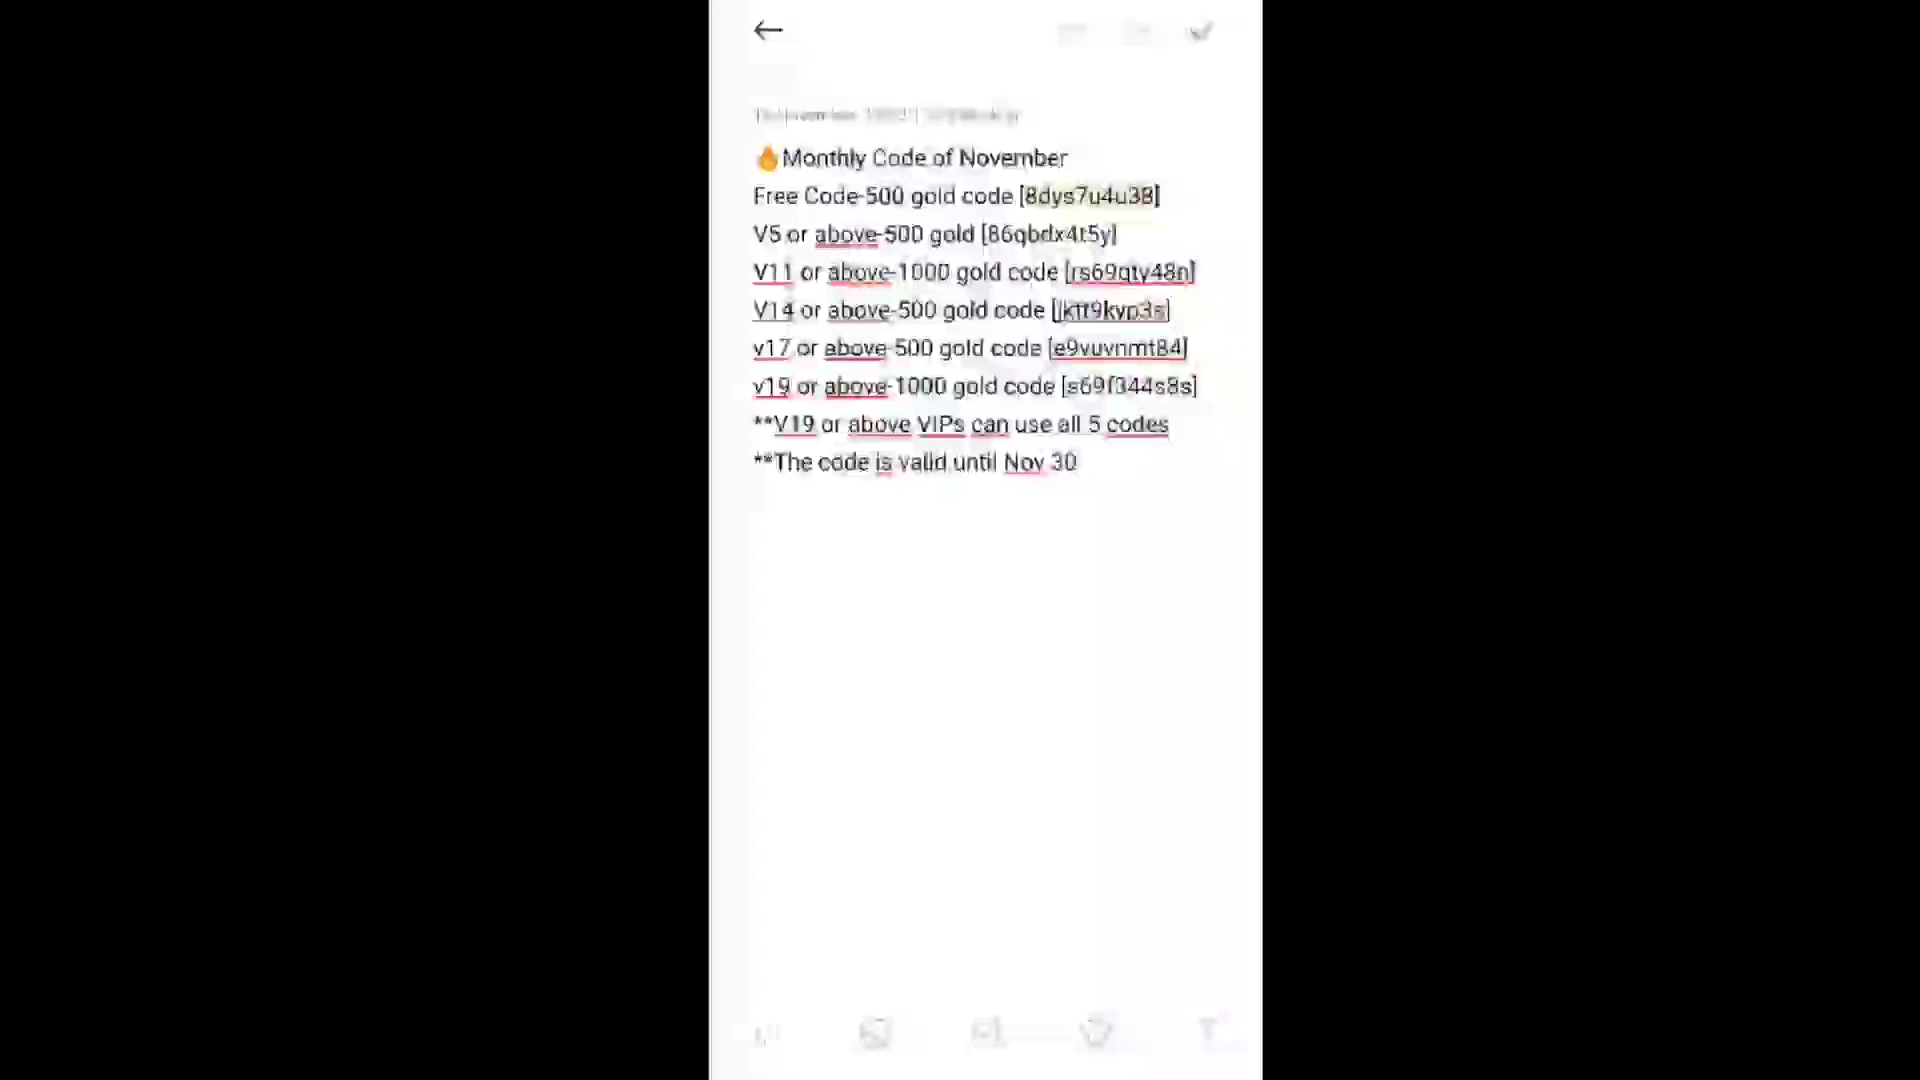 🔥Monthly Code of November
Free Code-500 gold code [8dys7u4u38]
V5 or above-500 gold [86qbdx4t5y]
V11 or above-1000 gold code [rs69qty48n]
V14 or above-500 gold code [jktt9kyp3s]
v17 or above-500 gold code [e9vuvnmt84]
v19 or above-1000 gold code [s69f344s8s]
**V19 or above VIPs can use all 5 codes
**The code is valid until Nov 30